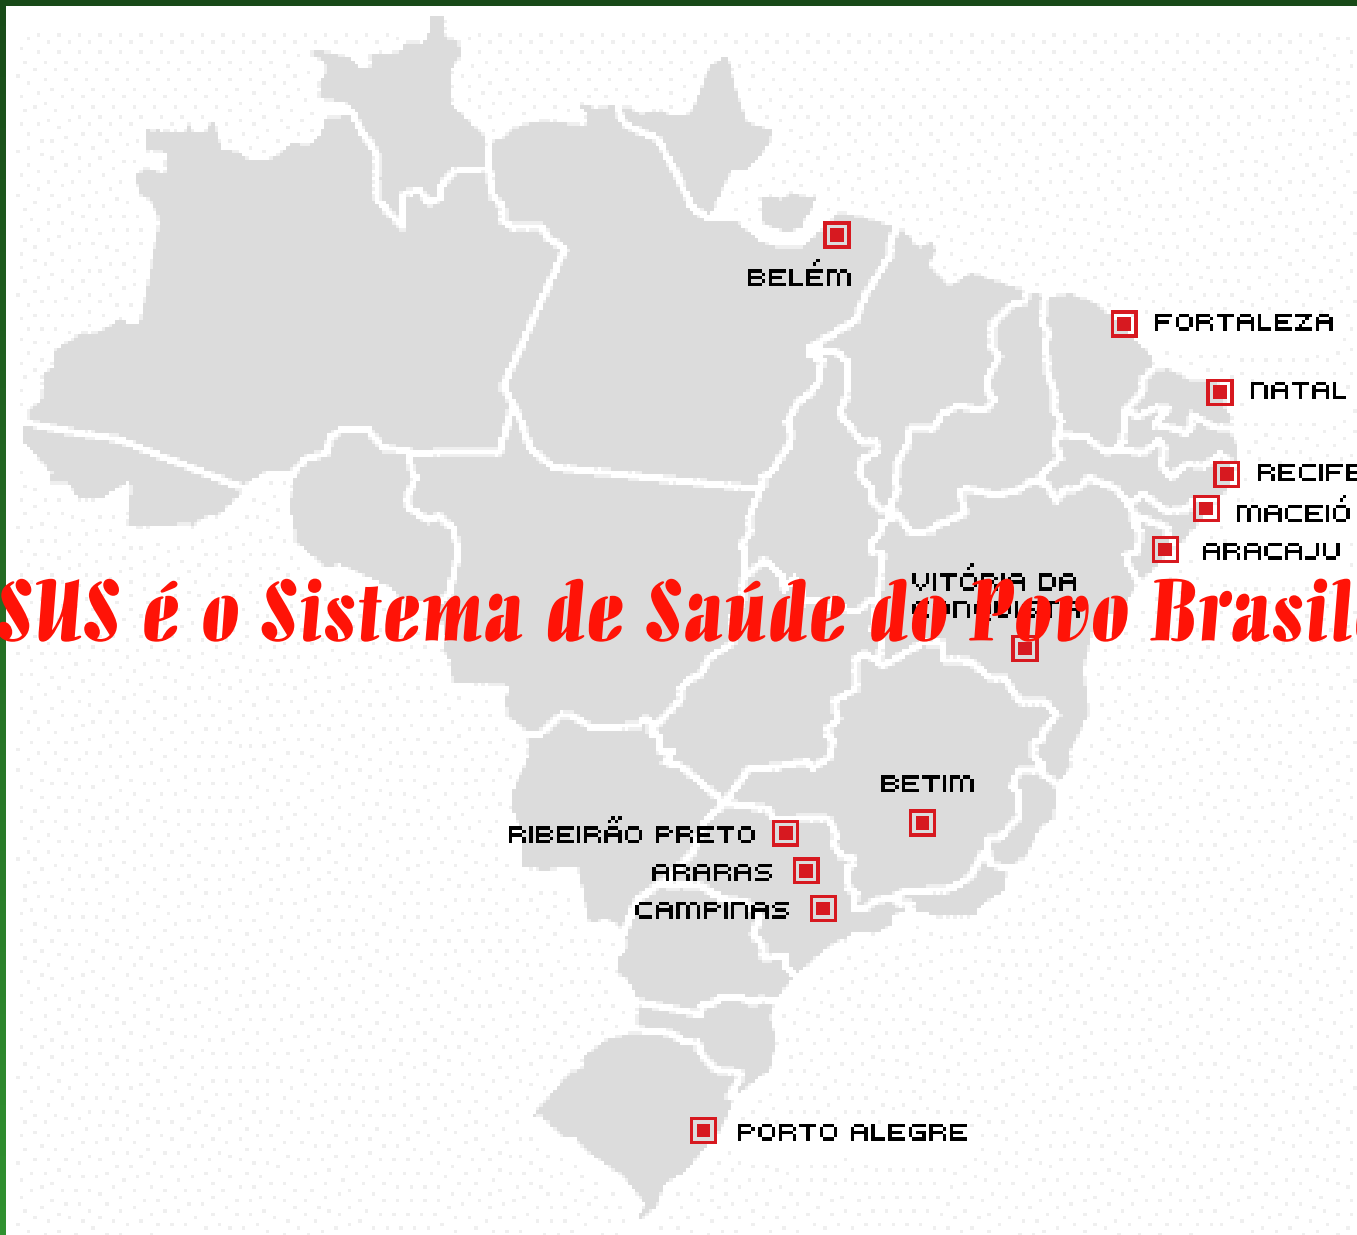 BELÉM
FORTALEZA
NATAL
RECIFE
MACEIÓ
ARACAJU
VITÓRIA DA
CONQUISTA
SUS é o Sistema de Saúde do Povo Brasil
BETIM
RIBEIRÃO PRETO
ARARAS
CAMPINAS
PORTO ALEGRE